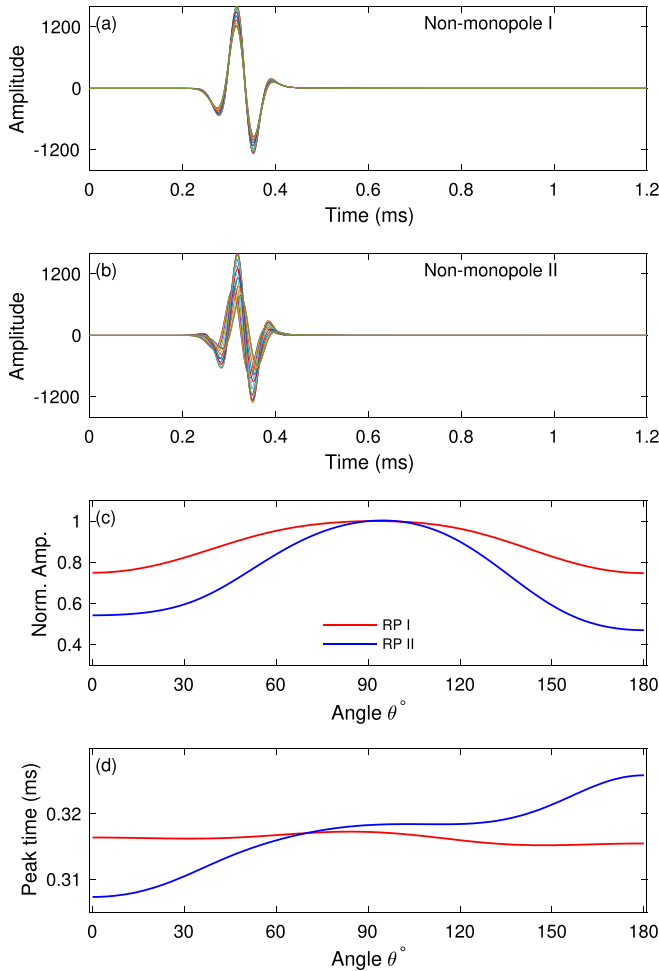 (a) Non-monopole I
1200
0
-1200
Amplitude
0 0.2 0.4 0.6 0.8 1 1.2
Time (ms)
(b) Non-monopole II
1200
0
-1200
Amplitude
0 0.2 0.4 0.6 0.8 1 1.2
Time (ms)
(c)
1
0.8
0.6
0.4
Norm. Amp.
RP I
RP II
0 30 60 90 120 150 180
Angle θ°
(d)
0.32
0.31
Peak time (ms)
0 30 60 90 120 150 180
Angle θ°